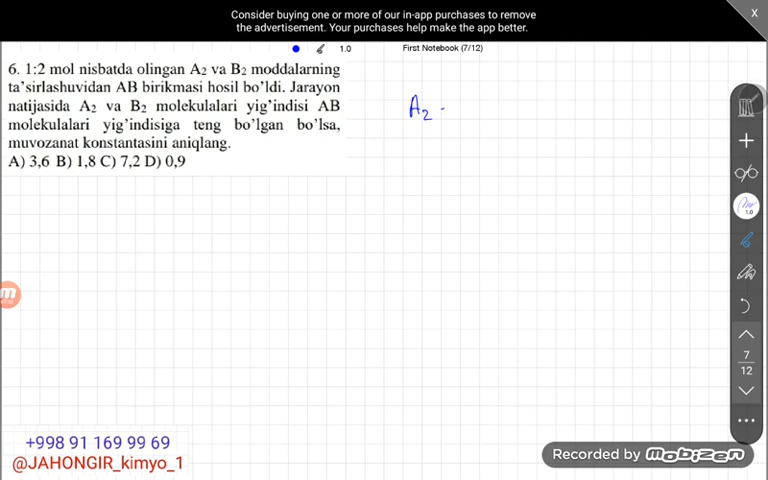 Consider buying one or more of our in-app purchases to remove
the advertisement. Your purchases help make the app better.
X
1.0
First Notebook (7/12)
6. 1:2 mol nisbatda olingan A₂ va B₂ moddalarning
ta’sirlashuvidan AB birikmasi hosil bo’ldi. Jarayon
natijasida A₂ va B₂ molekulalari yig’indisi AB
molekulalari yig’indisiga teng bo’lgan bo’lsa,
muvozanat konstantasini aniqlang.
A) 3,6 B) 1,8 C) 7,2 D) 0,9
A₂ -
1.0
7
12
+998 91 169 99 69
@JAHONGIR_kimyo_1
Recorded by MOBIZEN